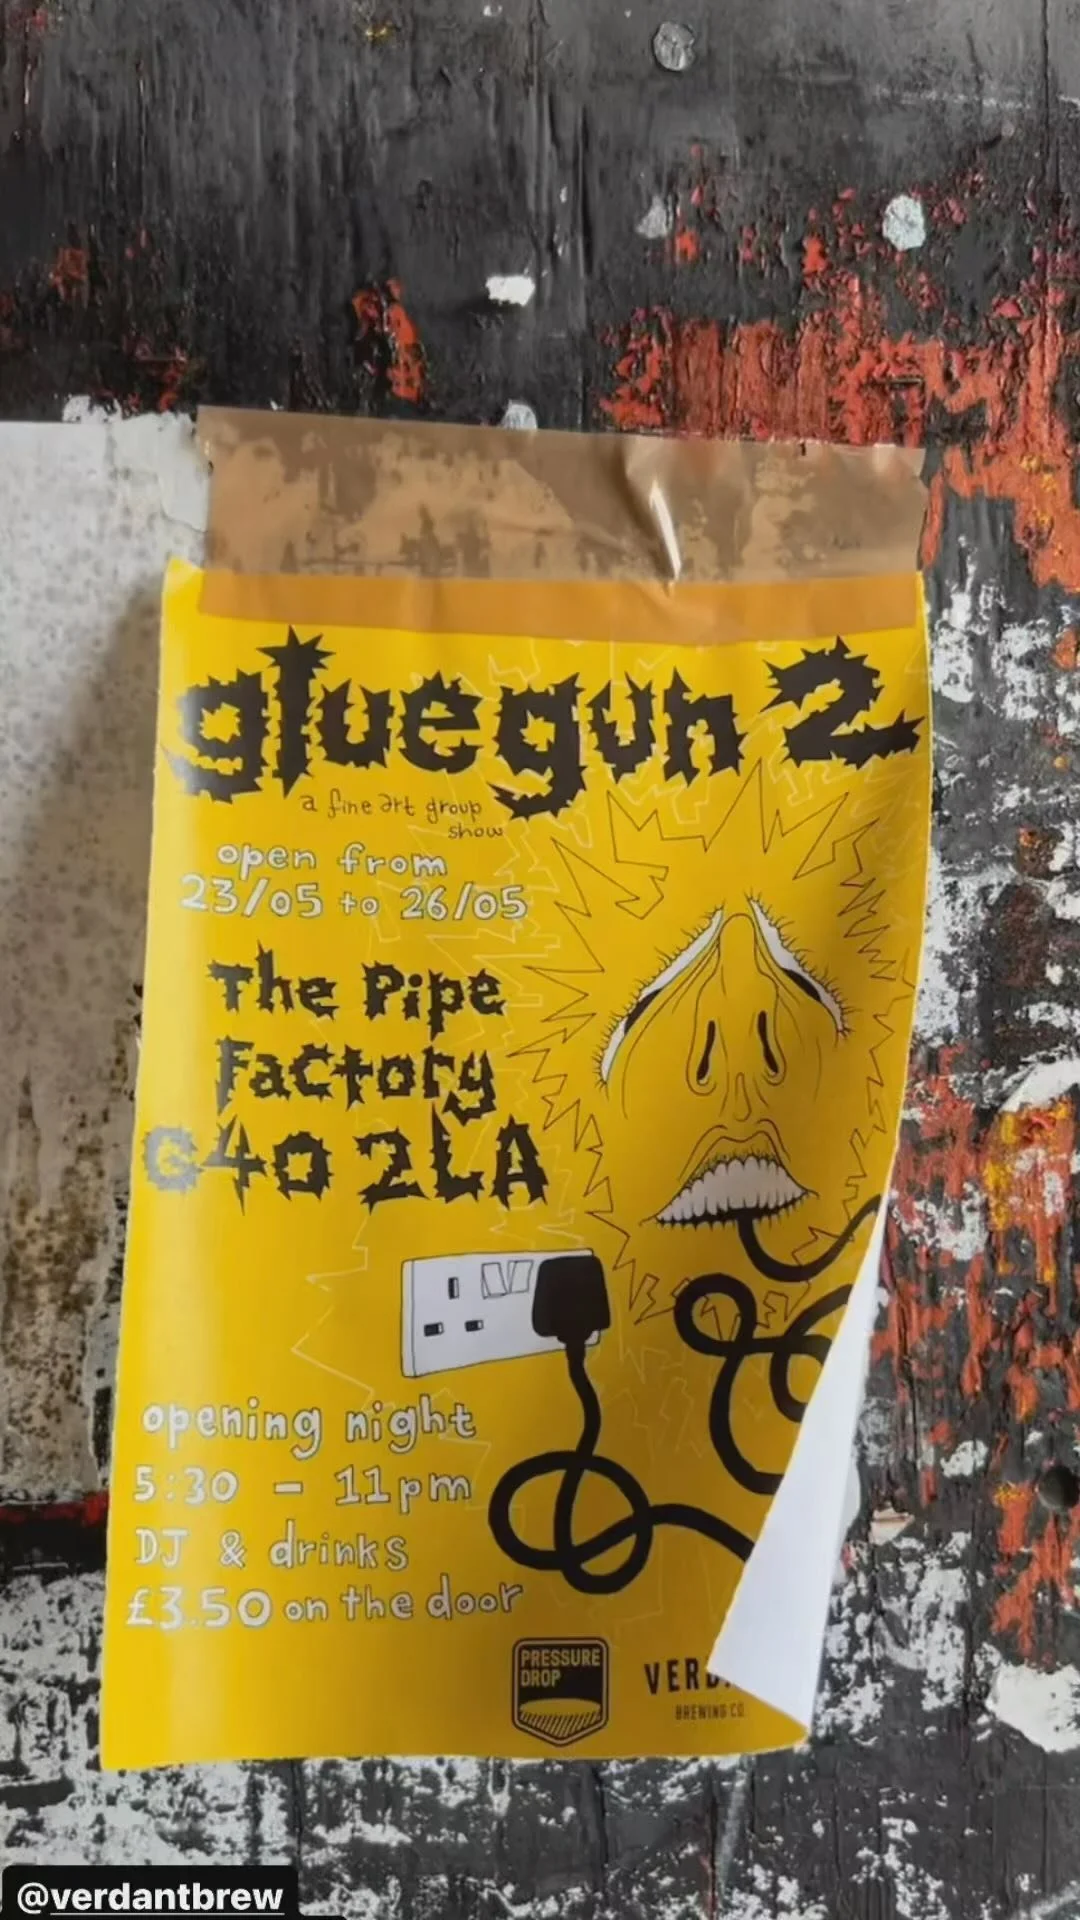 gluegun 2
a fine art group
show
open from
23/05 to 26/05
The Pipe
Factory
G40 2LA
opening night
5:30 - 11pm
DJ & drinks
£3.50 on the door
PRESSURE
DROP
BREWING CO
@verdantbrew